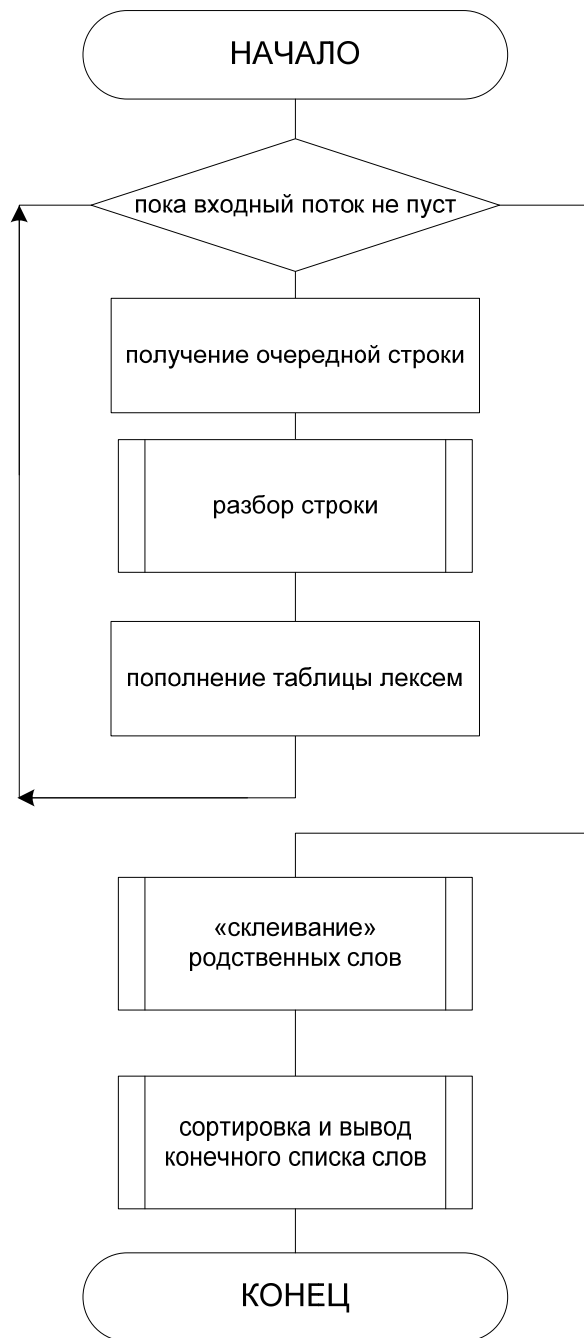 НАЧАЛО
пока входный поток не пуст
получение очередной строки
разбор строки
пополнение таблицы лексем
«склеивание»
родственных слов
сортировка и вывод
конечного списка слов
КОНЕЦ